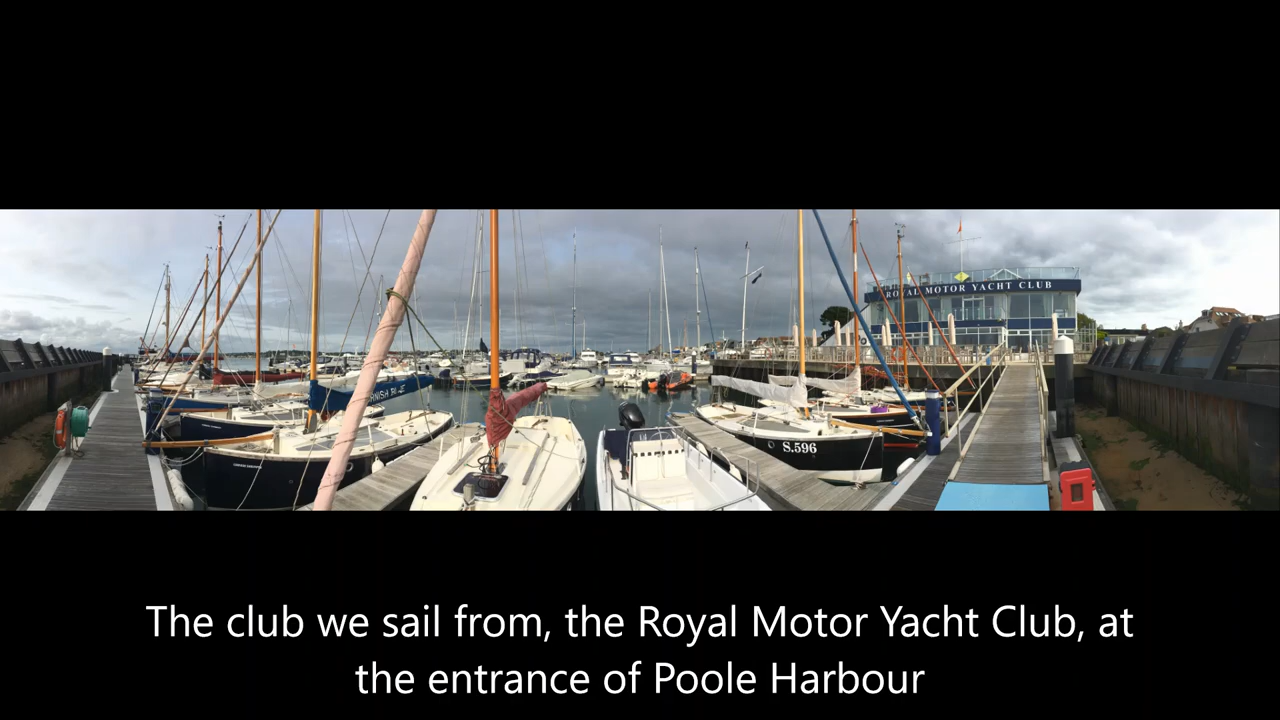 ROYAL MOTOR YACHT CLUB
S.596
The club we sail from, the Royal Motor Yacht Club, at
the entrance of Poole Harbour